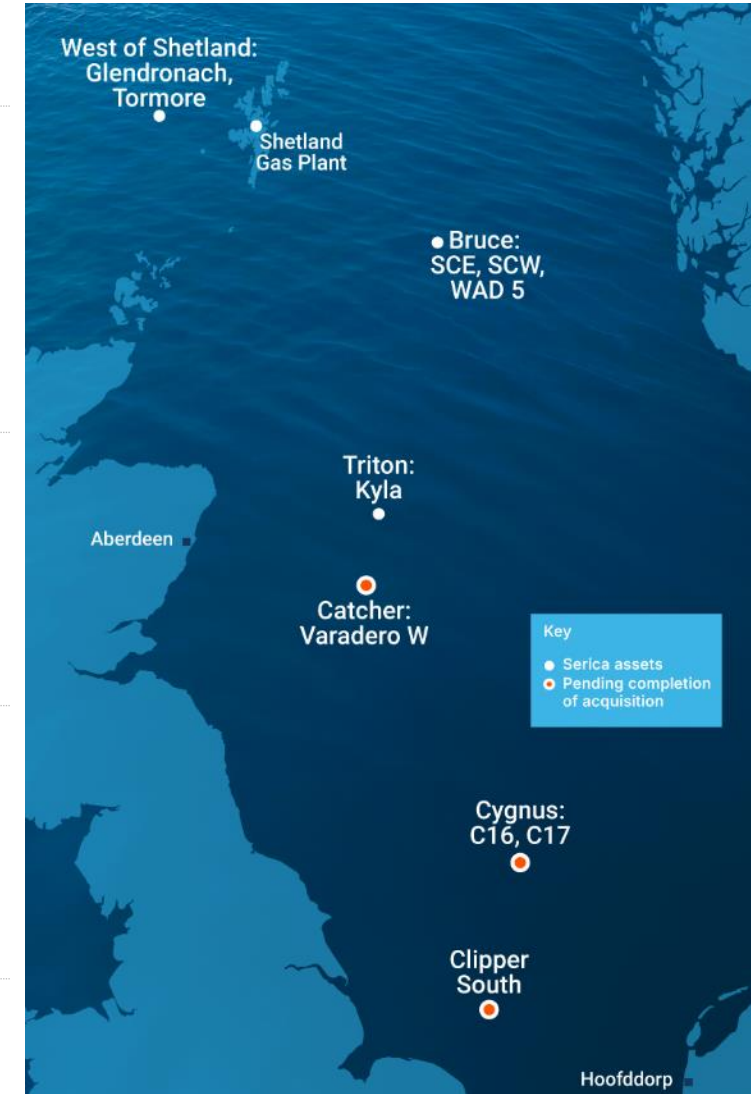 West of Shetland:
Glendronach,
Tormore
Shetland
Gas Plant
Bruce:
SCE, SCW,
WAD 5
Triton:
Kyla
Aberdeen
Catcher:
Varadero W
Key
Serica assets
Pending completion
of acquisition
Cygnus:
C16, C17
Clipper
South
Hoofddorp